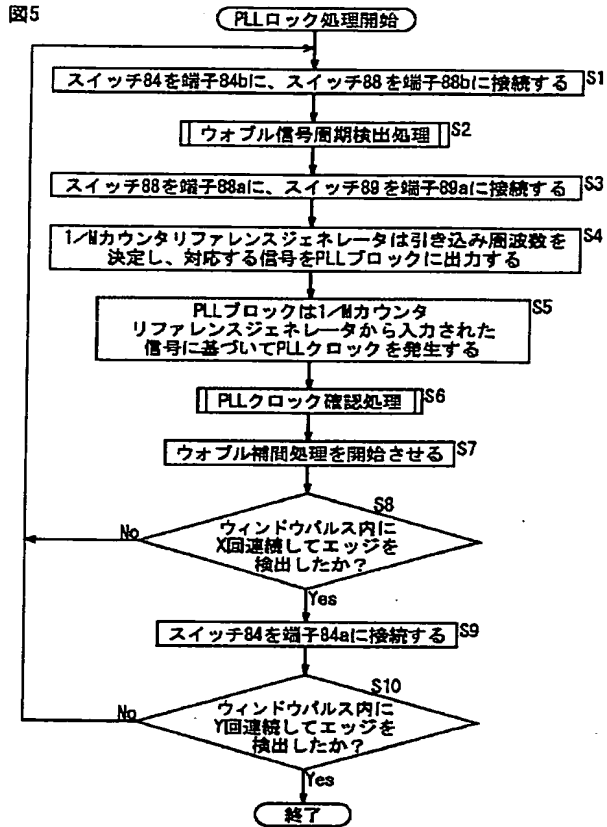 図5
PLLロック処理開始
スイッチ84を端子84bに、スイッチ88を端子88bに接続する
S1
ウォブル信号周期検出処理
S2
スイッチ88を端子88aに、スイッチ89を端子89aに接続する
S3
1/Mカウンタリファレンスジェネレータは引き込み周波数を
決定し、対応する信号をPLLブロックに出力する
S4
PLLブロックは1/Mカウンタ
リファレンスジェネレータから入力された
信号に基づいてPLLクロックを発生する
S5
PLLクロック確認処理
S6
ウォブル補間処理を開始させる
S7
S8
ウィンドウパルス内に
X回連続してエッジを
検出したか?
No
Yes
スイッチ84を端子84aに接続する
S9
S10
ウィンドウパルス内に
Y回連続してエッジを
検出したか?
No
Yes
終了